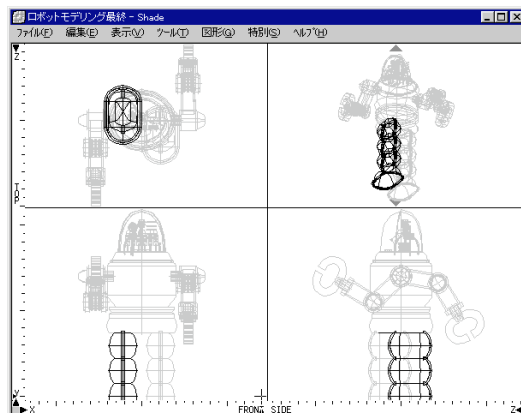 ロボットモデリング最終 - Shade
ファイル(F) 編集(E) 表示(V) ツール(T) 図形(G) 特別(S) ヘルプ(H)
Z
TOP
Y
X
FRONT SIDE
Z